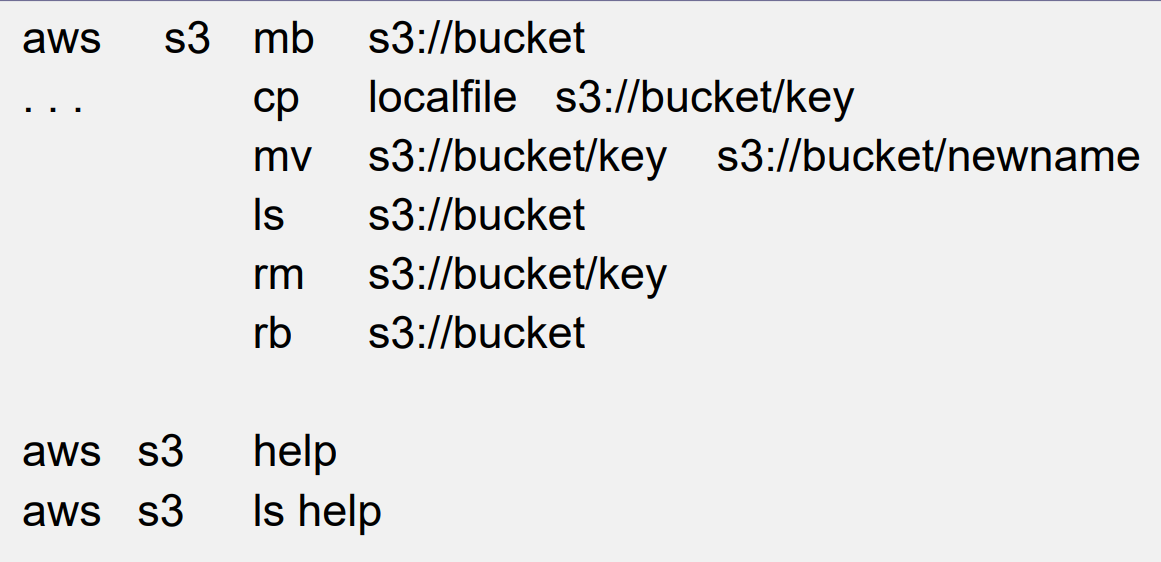 aws s3 mb s3://bucket
. . . cp localfile s3://bucket/key
mv s3://bucket/key s3://bucket/newname
ls s3://bucket
rm s3://bucket/key
rb s3://bucket
aws s3 help
aws s3 ls help